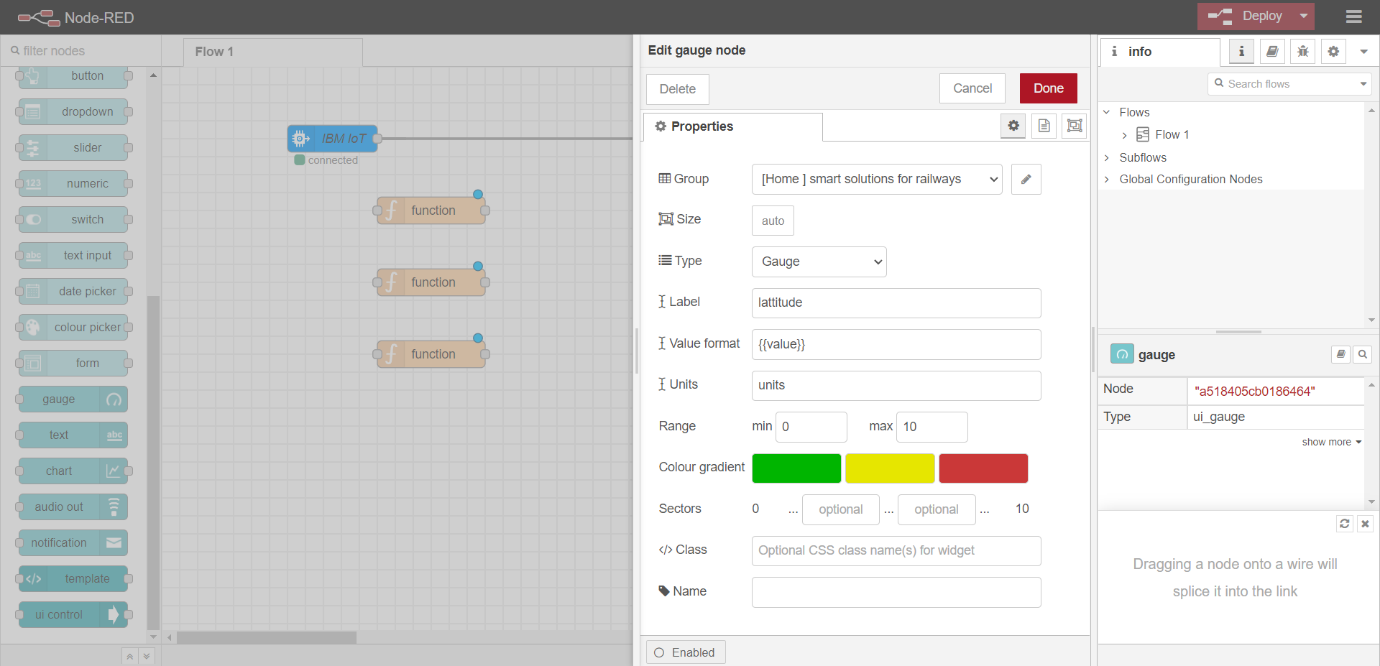 Node-RED
Deploy
filter nodes
button
dropdown
slider
123 numeric
switch
abc text input
date picker
colour picker
form
gauge
text abc
chart
audio out
notification
</> template
ui control
Flow 1
IBM IoT
connected
f function
f function
f function
Edit gauge node
Delete
Cancel
Done
Properties
Group
[Home ] smart solutions for railways
Size
auto
Type
Gauge
Label
lattitude
Value format
{{value}}
Units
units
Range
min 0
max 10
Colour gradient
Sectors
0 ... optional ... optional ... 10
</> Class
Optional CSS class name(s) for widget
Name
Enabled
i info
i
Search flows
Flows
Flow 1
Subflows
Global Configuration Nodes
gauge
Node "a518405cb0186464"
Type ui_gauge
show more
Dragging a node onto a wire will
splice it into the link